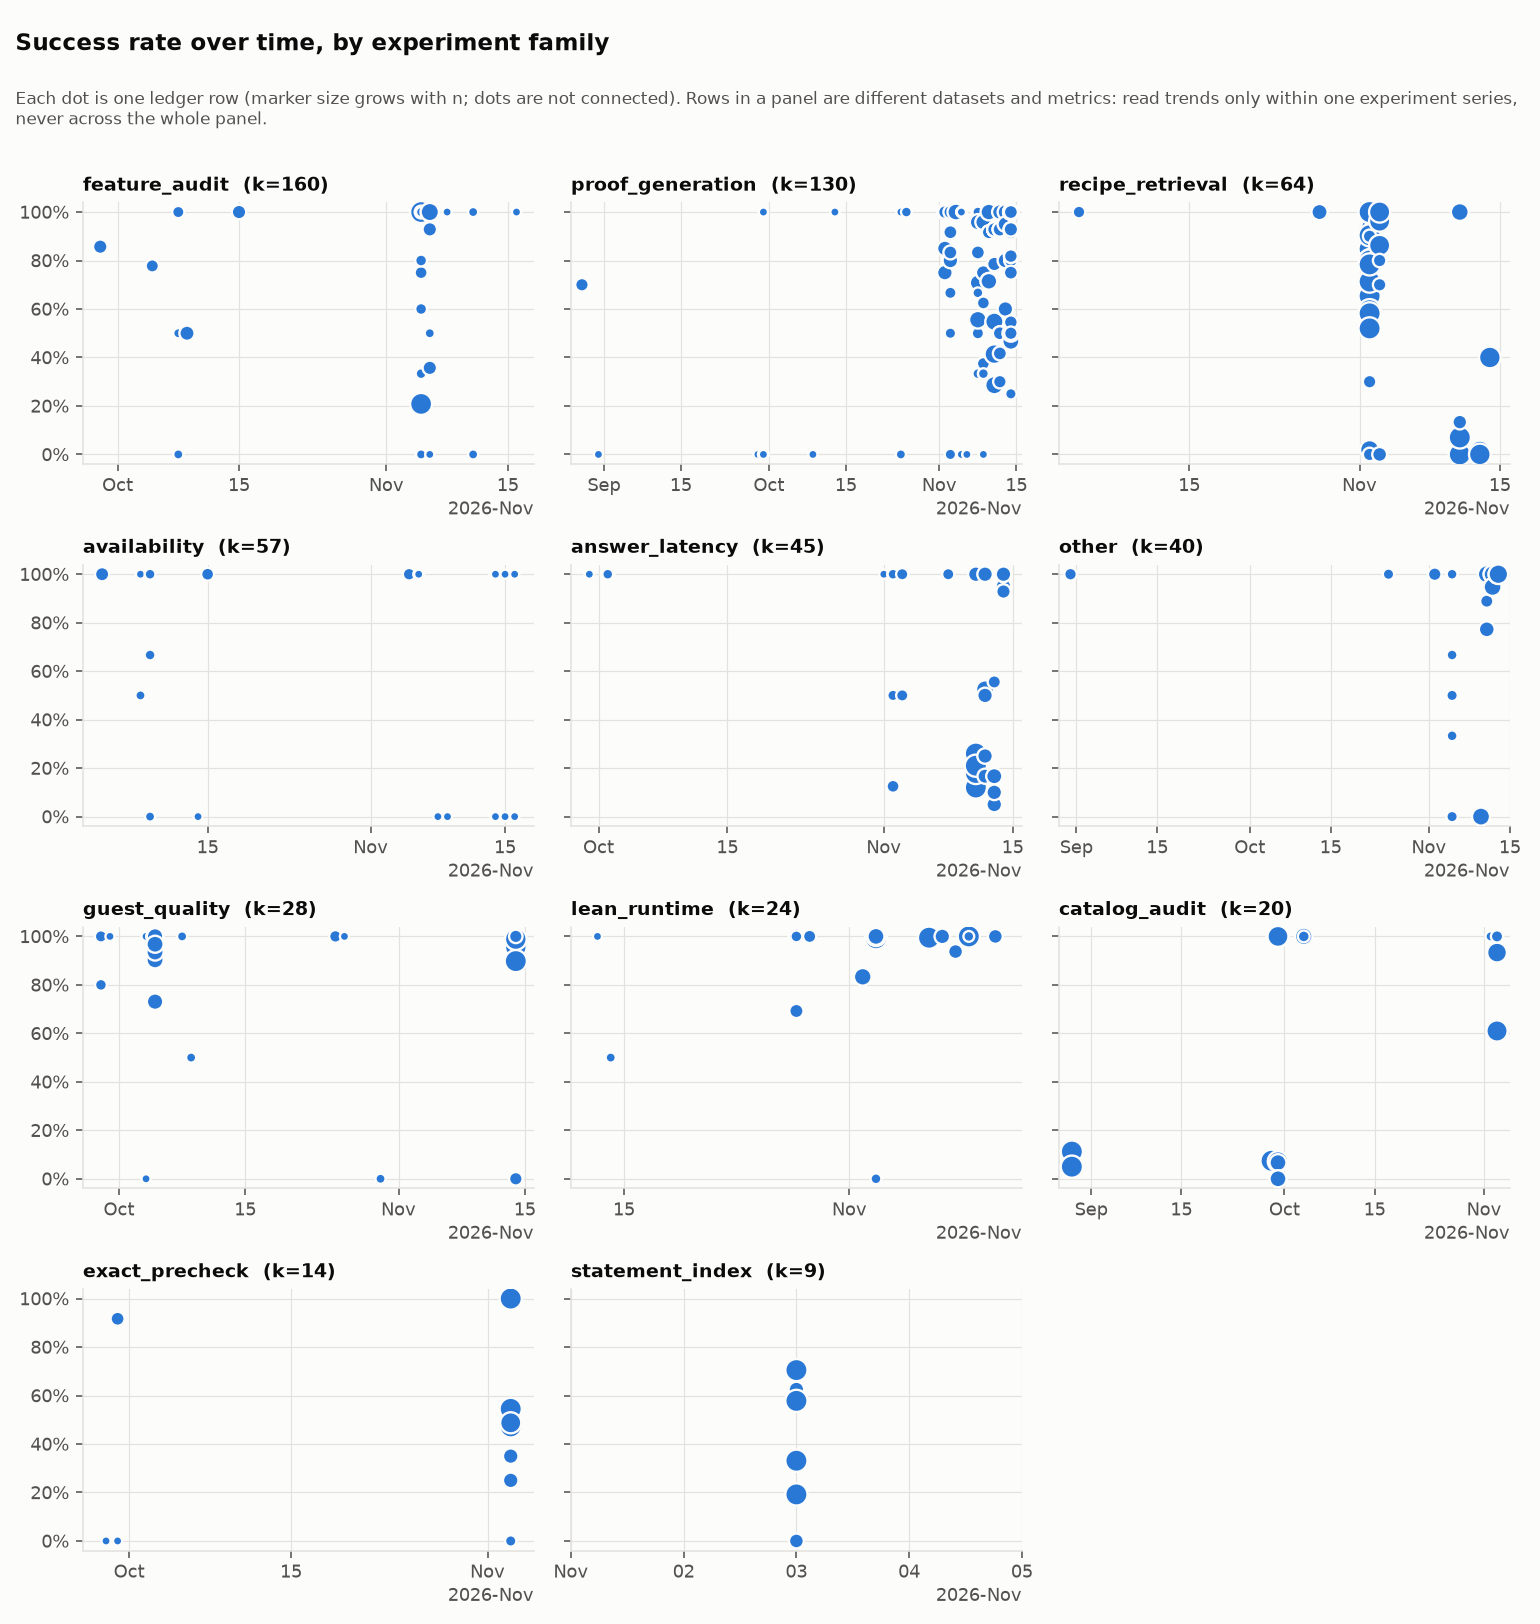 Success rate over time, by experiment family
Each dot is one ledger row (marker size grows with n; dots are not connected). Rows in a panel are different datasets and metrics: read trends only within one experiment series,
never across the whole panel.
feature_audit (k=160)
100%
80%
60%
40%
20%
0%
Oct 15 Nov 15
2026-Nov
proof_generation (k=130)
Sep 15 Oct 15 Nov 15
2026-Nov
recipe_retrieval (k=64)
15 Nov 15
2026-Nov
availability (k=57)
100%
80%
60%
40%
20%
0%
15 Nov 15
2026-Nov
answer_latency (k=45)
Oct 15 Nov 15
2026-Nov
other (k=40)
Sep 15 Oct 15 Nov 15
2026-Nov
guest_quality (k=28)
100%
80%
60%
40%
20%
0%
Oct 15 Nov 15
2026-Nov
lean_runtime (k=24)
15 Nov
2026-Nov
catalog_audit (k=20)
Sep 15 Oct 15 Nov
2026-Nov
exact_precheck (k=14)
100%
80%
60%
40%
20%
0%
Oct 15 Nov
2026-Nov
statement_index (k=9)
Nov 02 03 04 05
2026-Nov